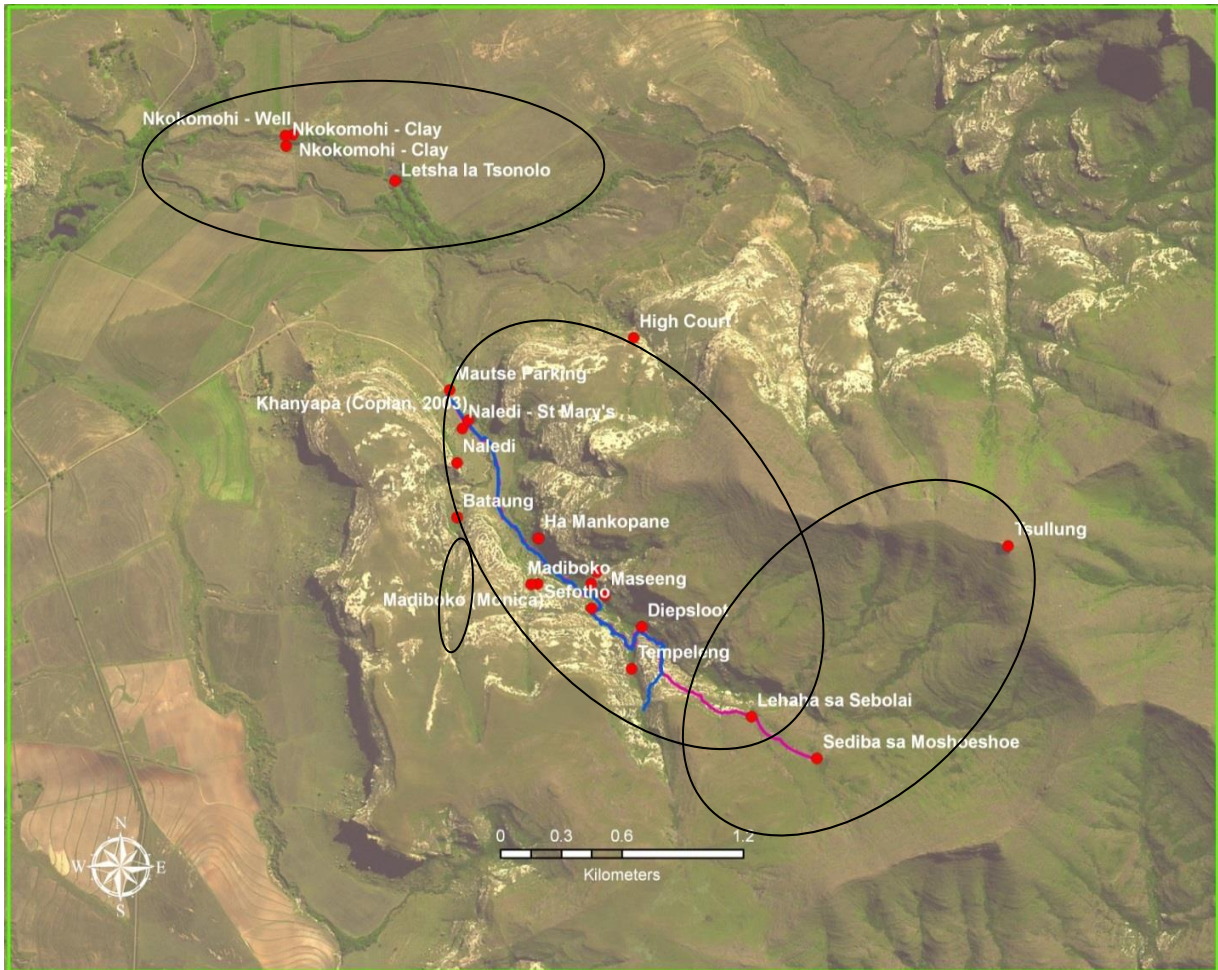 Nkokomohi - Well
Nkokomohi - Clay
Nkokomohi - Clay
Letsha la Tsonolo
High Court
Mautse Parking
Khanyapa (Coplan, 2003)
Naledi - St Mary's
Naledi
Bataung
Ha Mankopane
Tsullung
Madiboko
Maseeng
Madiboko (Monica)
Sefotho
Diepsloot
Tempeleng
Lehaha sa Sebolai
Sediba sa Moshoeshoe
0 0.3 0.6 1.2
Kilometers
N
W E
S